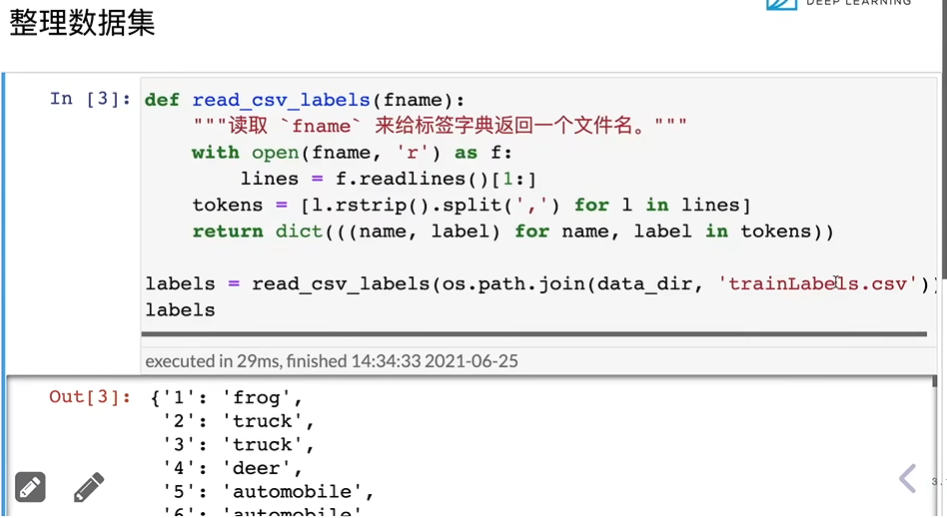 DEEP LEARNING
整理数据集
In [3]: def read_csv_labels(fname):
"""读取 `fname` 来给标签字典返回一个文件名。"""
with open(fname, 'r') as f:
lines = f.readlines()[1:]
tokens = [l.rstrip().split(',') for l in lines]
return dict(((name, label) for name, label in tokens))
labels = read_csv_labels(os.path.join(data_dir, 'trainLabels.csv'))
labels
executed in 29ms, finished 14:34:33 2021-06-25
Out[3]: {'1': 'frog',
'2': 'truck',
'3': 'truck',
'4': 'deer',
'5': 'automobile',
'6': 'automobile'